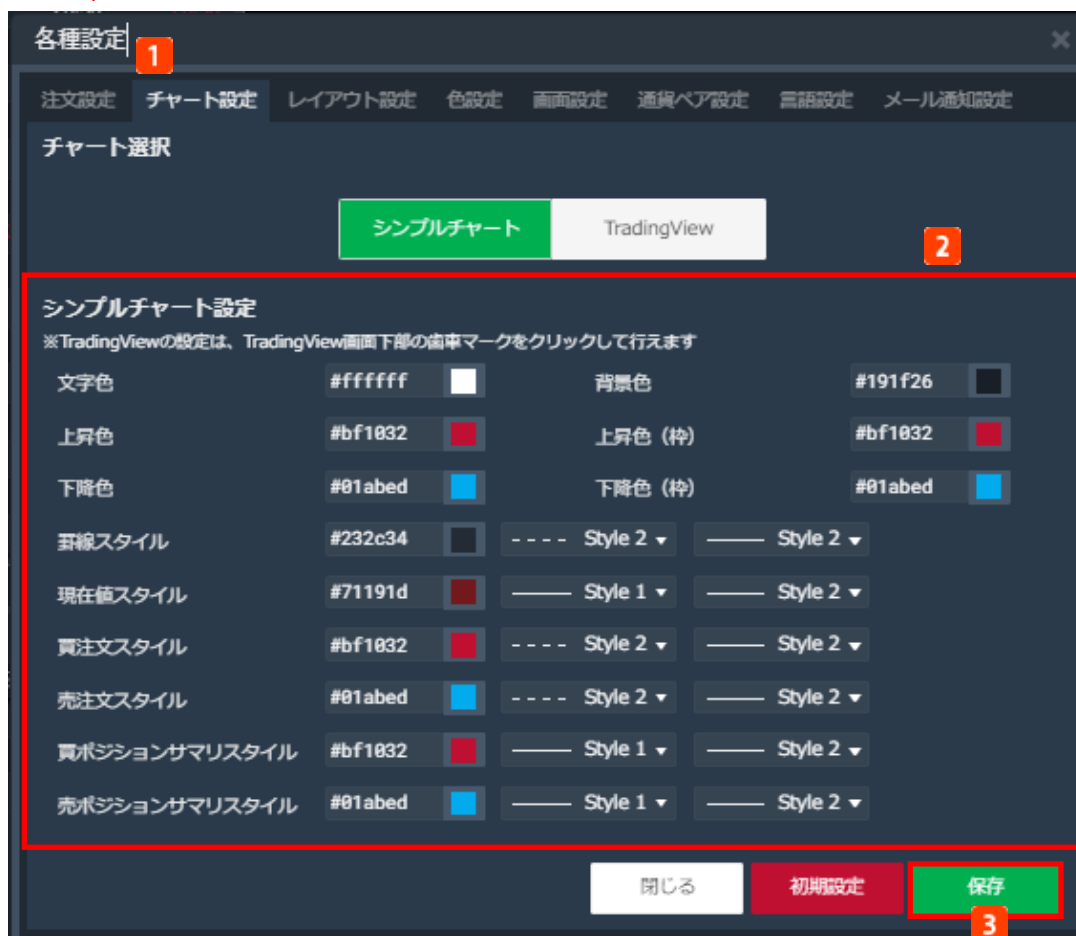 各種設定
1
注文設定 チャート設定 レイアウト設定 色設定 画面設定 通貨ペア設定 言語設定 メール通知設定
チャート選択
シンプルチャート TradingView
2
シンプルチャート設定
※TradingViewの設定は、TradingView画面下部の歯車マークをクリックして行えます
文字色 #ffffff 背景色 #191f26
上昇色 #bf1032 上昇色（枠） #bf1032
下降色 #01abed 下降色（枠） #01abed
罫線スタイル #232c34 Style 2 Style 2
現在値スタイル #71191d Style 1 Style 2
買注文スタイル #bf1032 Style 2 Style 2
売注文スタイル #01abed Style 2 Style 2
買ポジションサマリスタイル #bf1032 Style 1 Style 2
売ポジションサマリスタイル #01abed Style 1 Style 2
閉じる 初期設定 保存
3